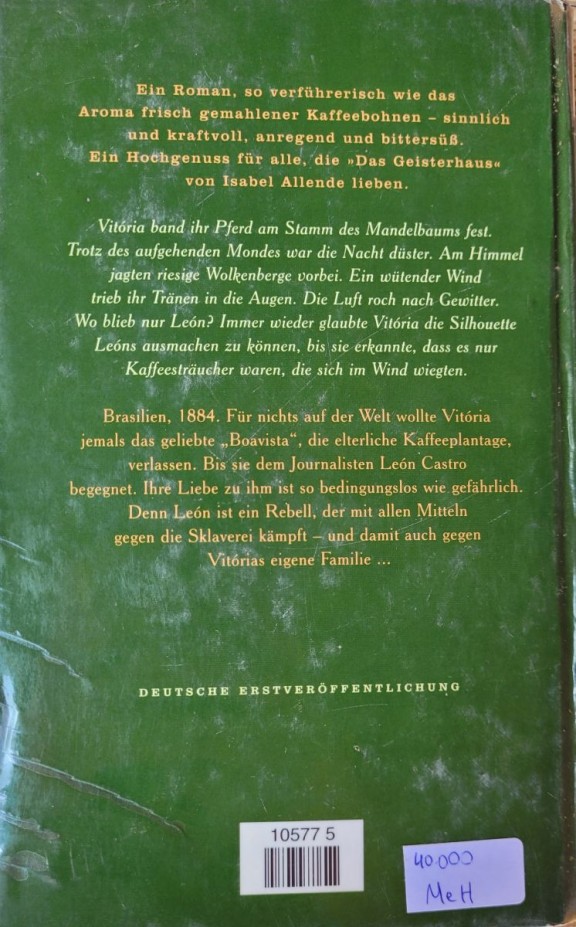 Ein Roman, so verführerisch wie das
Aroma frisch gemahlener Kaffeebohnen – sinnlich
und kraftvoll, anregend und bittersüß.
Ein Hochgenuss für alle, die »Das Geisterhaus«
von Isabel Allende lieben.
Vitória band ihr Pferd am Stamm des Mandelbaums fest.
Trotz des aufgehenden Mondes war die Nacht düster. Am Himmel
jagten riesige Wolkenberge vorbei. Ein wütender Wind
trieb ihr Tränen in die Augen. Die Luft roch nach Gewitter.
Wo blieb nur León? Immer wieder glaubte Vitória die Silhouette
Leóns ausmachen zu können, bis sie erkannte, dass es nur
Kaffeesträucher waren, die sich im Wind wiegten.
Brasilien, 1884. Für nichts auf der Welt wollte Vitória
jemals das geliebte „Boavista“, die elterliche Kaffeeplantage,
verlassen. Bis sie dem Journalisten León Castro
begegnet. Ihre Liebe zu ihm ist so bedingungslos wie gefährlich.
Denn León ist ein Rebell, der mit allen Mitteln
gegen die Sklaverei kämpft – und damit auch gegen
Vitórias eigene Familie ...
DEUTSCHE ERSTVERÖFFENTLICHUNG
10577 5
40.000
MeH